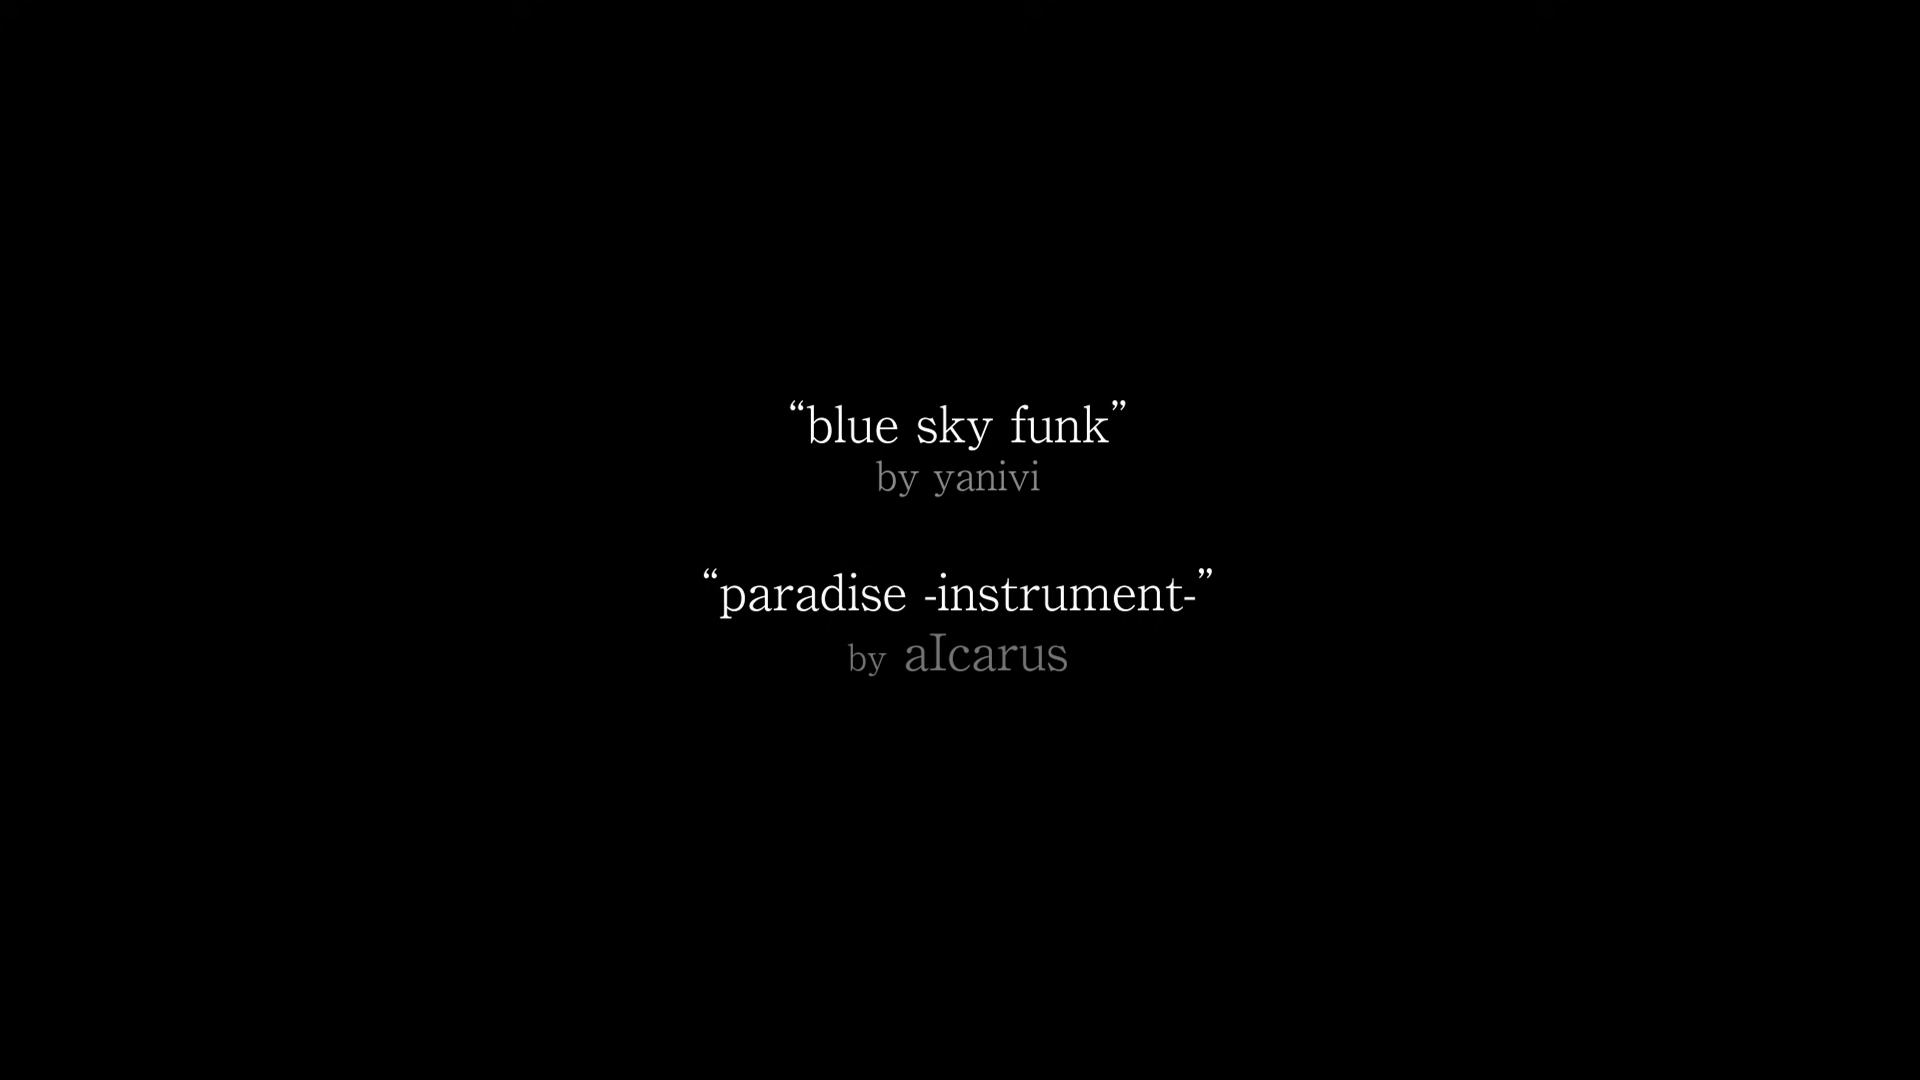 “blue sky funk”
by yanivi
“paradise -instrument-”
by aIcarus